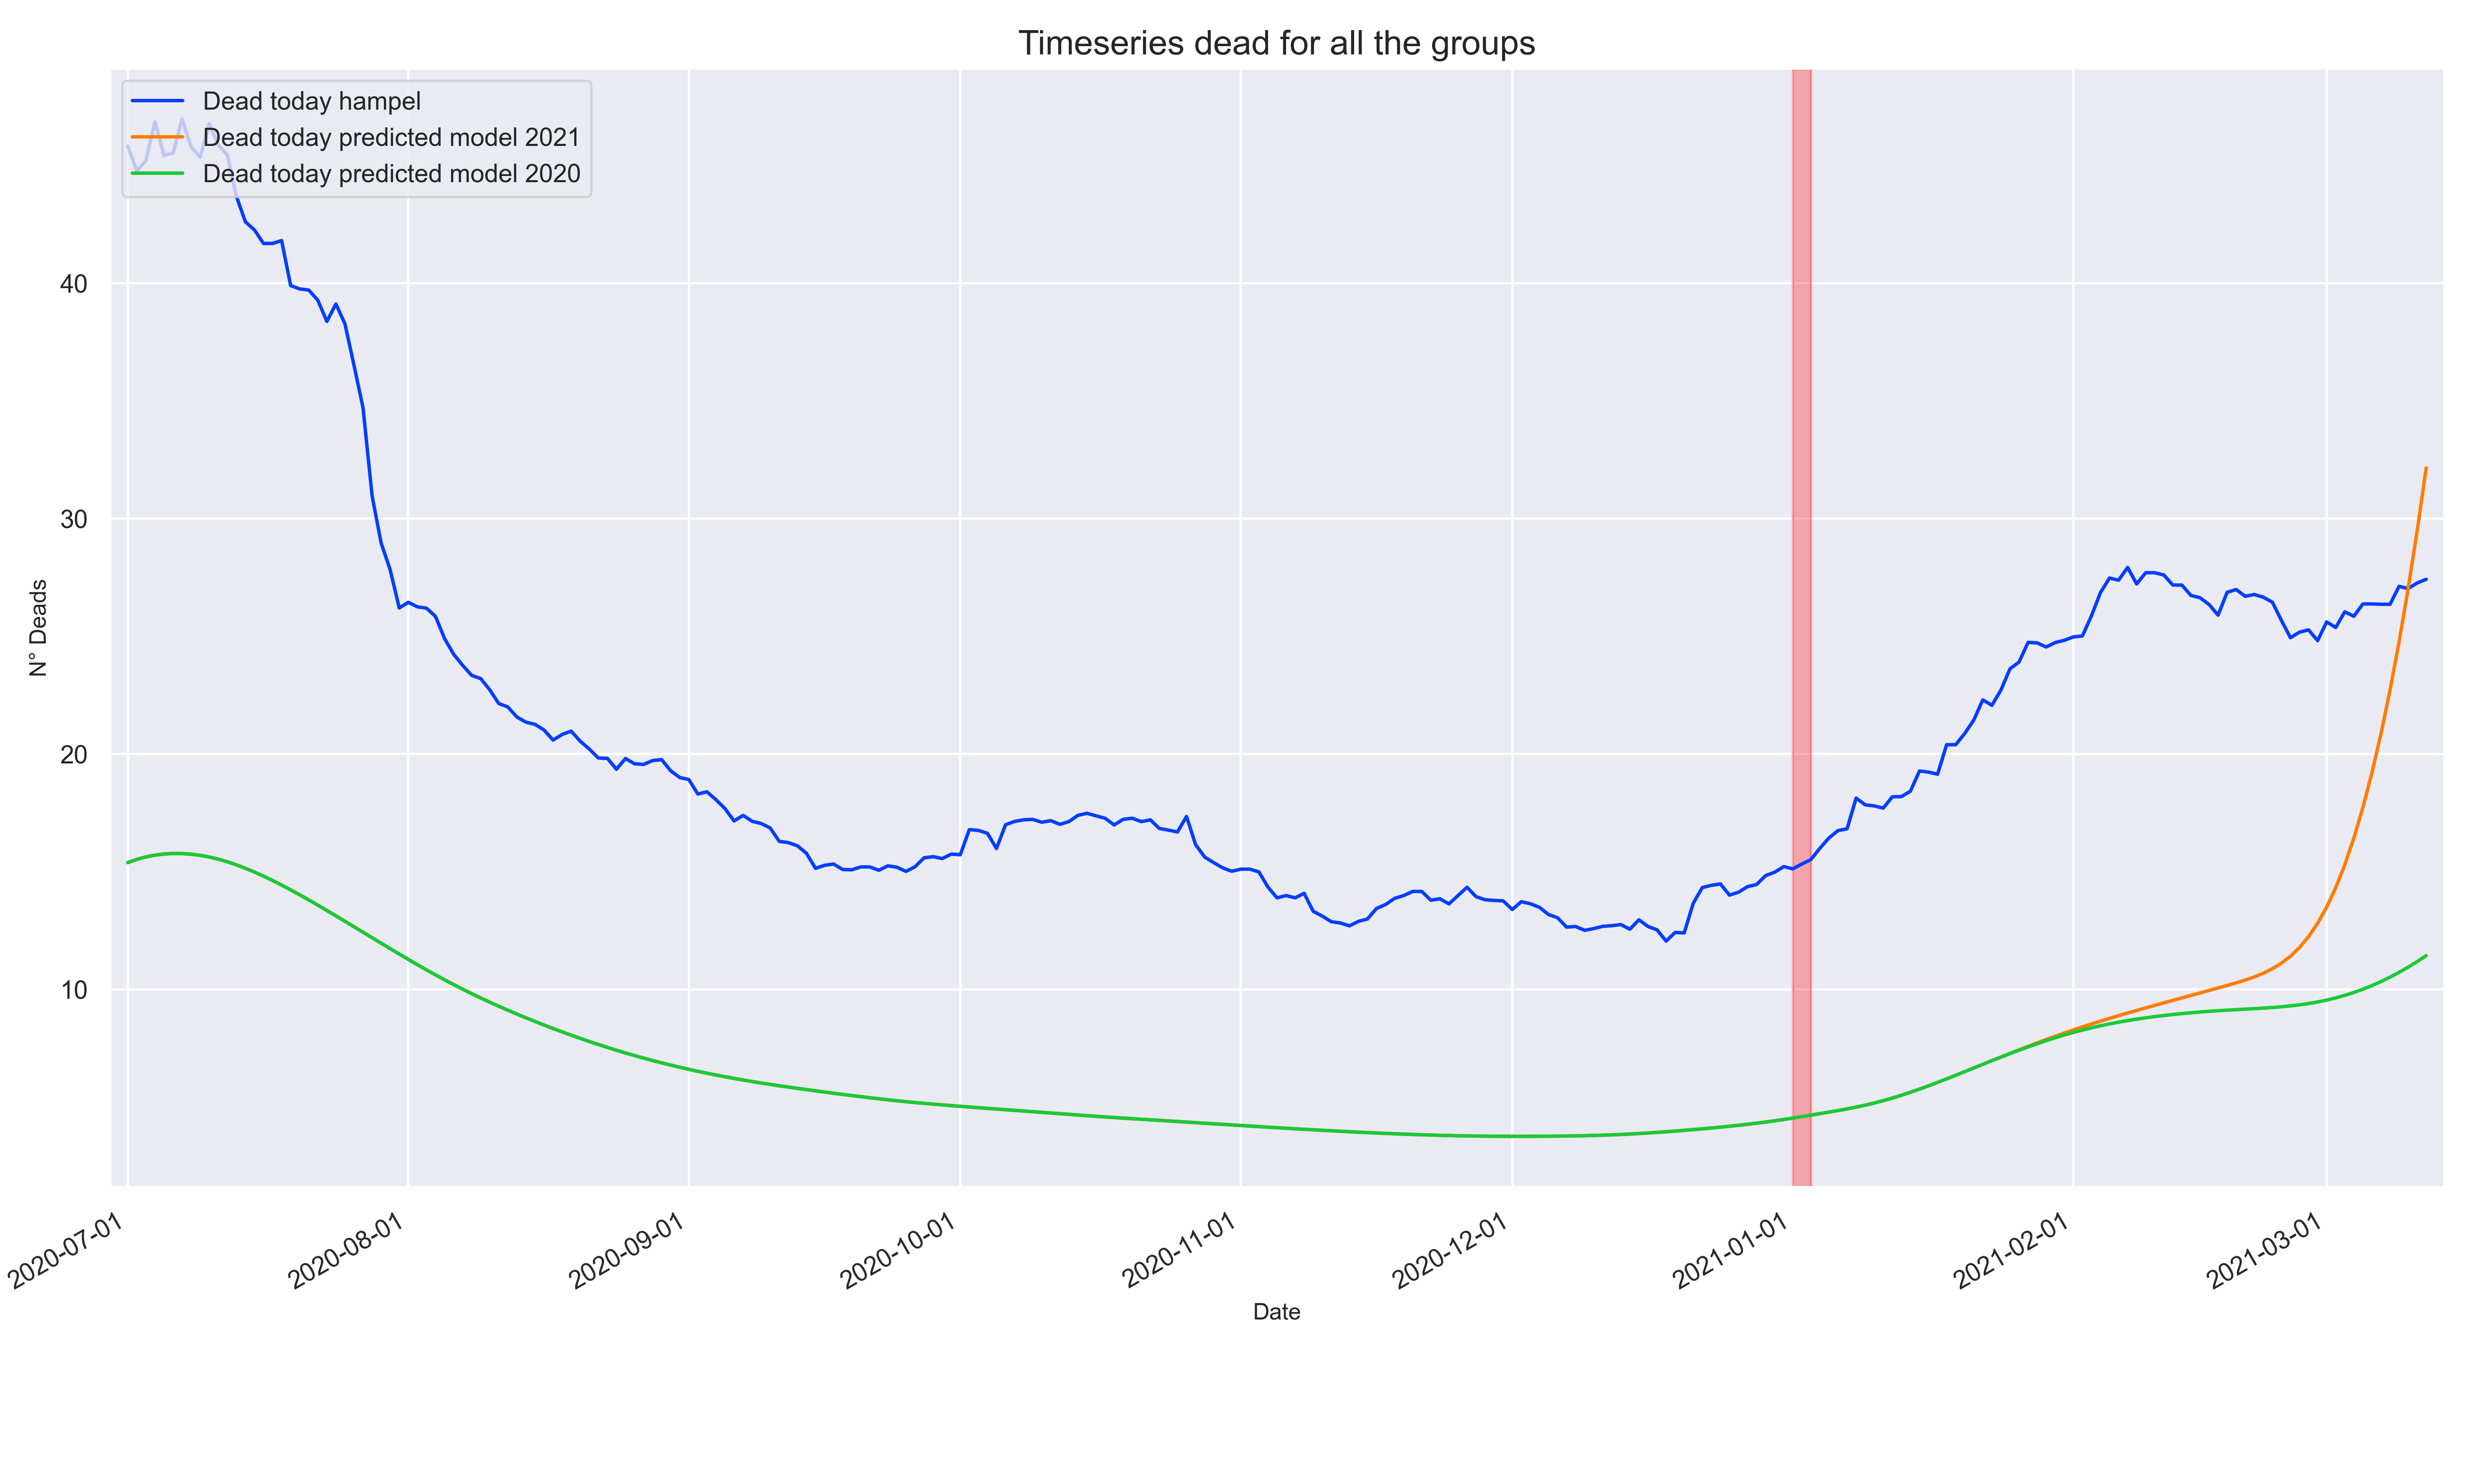 Timeseries dead for all the groups
Dead today hampel
Dead today predicted model 2021
Dead today predicted model 2020
40
30
20
10
N° Deads
2020-07-01
2020-08-01
2020-09-01
2020-10-01
2020-11-01
2020-12-01
2021-01-01
2021-02-01
2021-03-01
Date